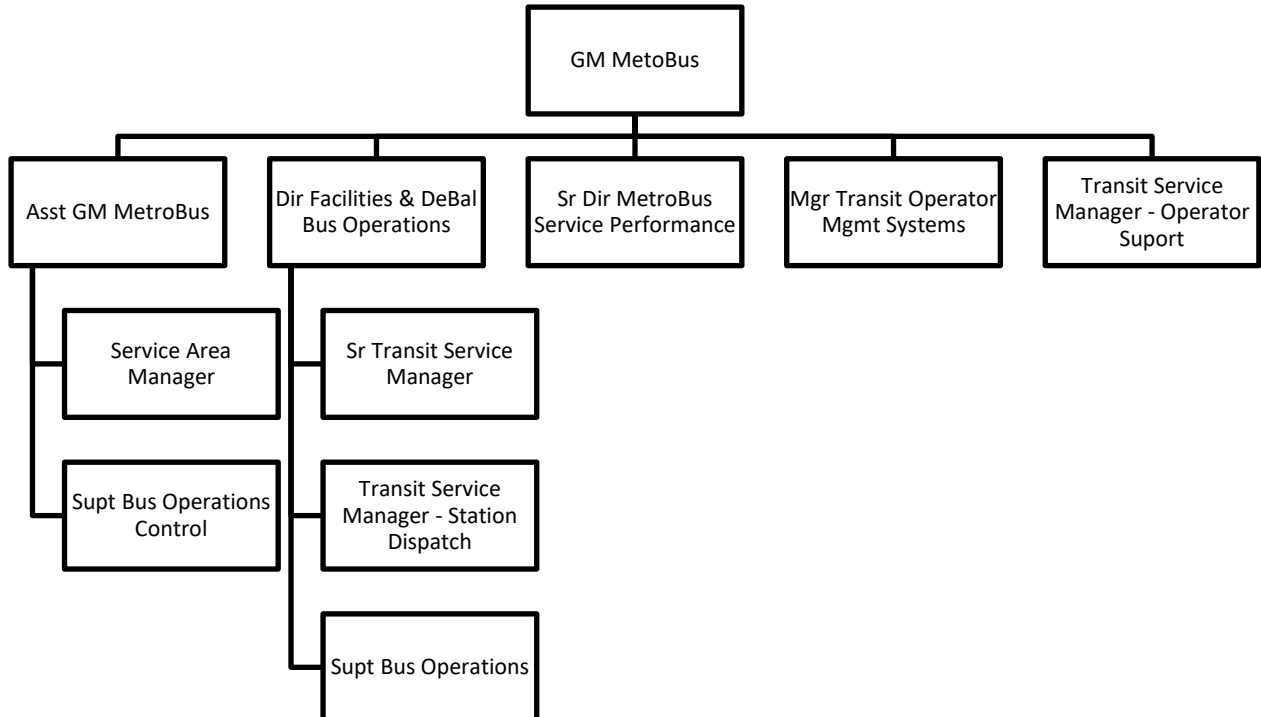 GM MetoBus
Asst GM MetroBus
Dir Facilities & DeBal
Bus Operations
Sr Dir MetroBus
Service Performance
Mgr Transit Operator
Mgmt Systems
Transit Service
Manager - Operator
Suport
Service Area
Manager
Sr Transit Service
Manager
Supt Bus Operations
Control
Transit Service
Manager - Station
Dispatch
Supt Bus Operations